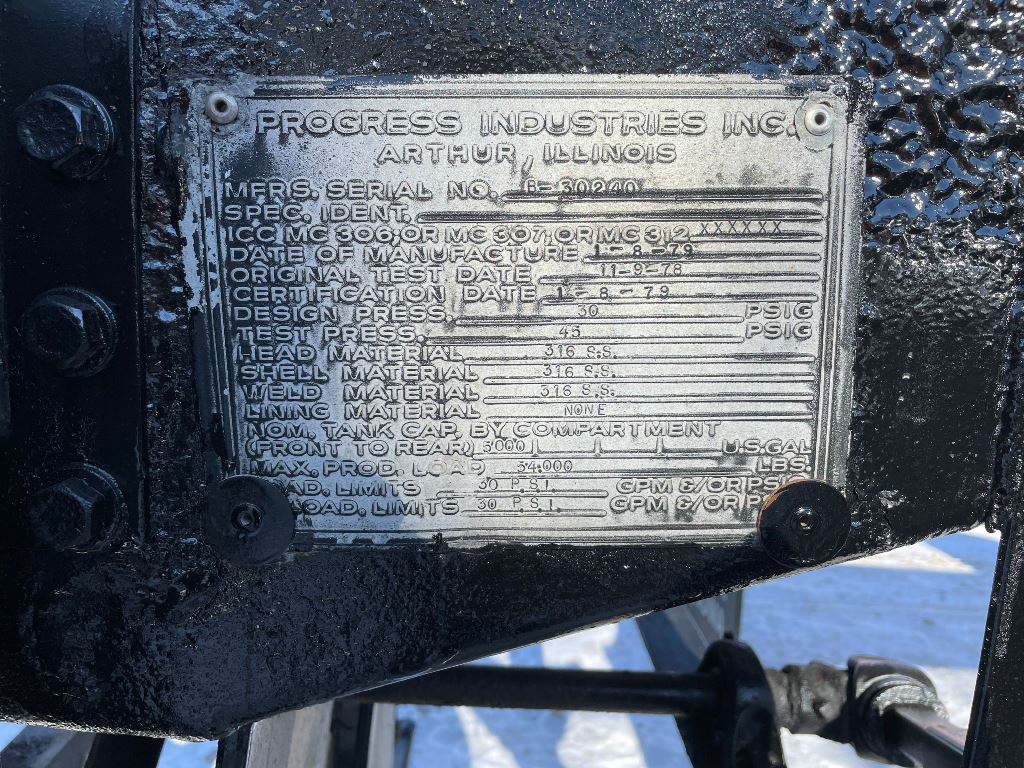 PROGRESS INDUSTRIES INC.
ARTHUR, ILLINOIS
MFRS. SERIAL NO. B-30240
SPEC. IDENT.
ICC MC 306, OR MC 307, OR MC 312 XXXXXX
DATE OF MANUFACTURE 1-8-79
ORIGINAL TEST DATE 11-9-78
CERTIFICATION DATE 1-8-79
DESIGN PRESS. 30 PSIG
TEST PRESS. 45 PSIG
HEAD MATERIAL 316 S.S.
SHELL MATERIAL 316 S.S.
WELD MATERIAL 316 S.S.
LINING MATERIAL NONE
NOM. TANK CAP. BY COMPARTMENT
(FRONT TO REAR) 5000 U.S. GAL
MAX. PROD. LOAD 34.000 LBS.
LIMITS 30 P.S.I. GPM &/OR
LIMITS 30 P.S.I. GPM &/OR